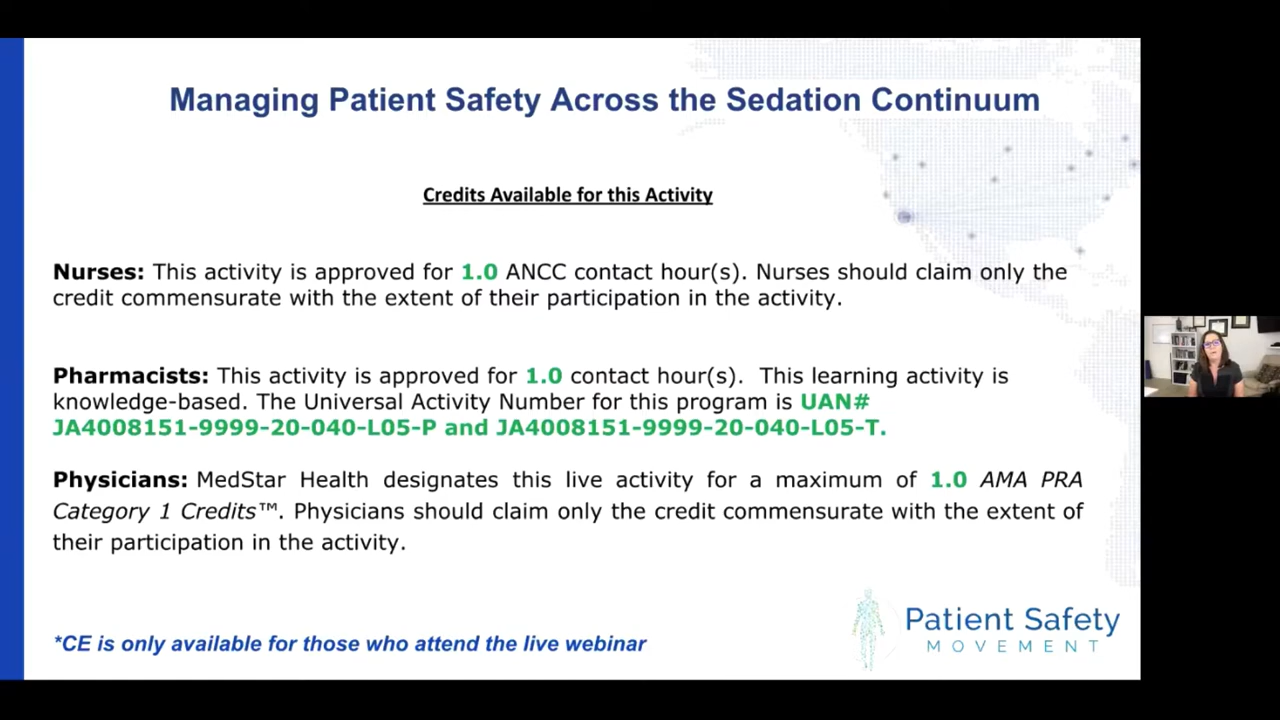 Managing Patient Safety Across the Sedation Continuum
Credits Available for this Activity
Nurses: This activity is approved for 1.0 ANCC contact hour(s). Nurses should claim only the
credit commensurate with the extent of their participation in the activity.
Pharmacists: This activity is approved for 1.0 contact hour(s). This learning activity is
knowledge-based. The Universal Activity Number for this program is UAN#
JA4008151-9999-20-040-L05-P and JA4008151-9999-20-040-L05-T.
Physicians: MedStar Health designates this live activity for a maximum of 1.0 AMA PRA
Category 1 Credits™. Physicians should claim only the credit commensurate with the extent of
their participation in the activity.
*CE is only available for those who attend the live webinar
Patient Safety
MOVEMENT